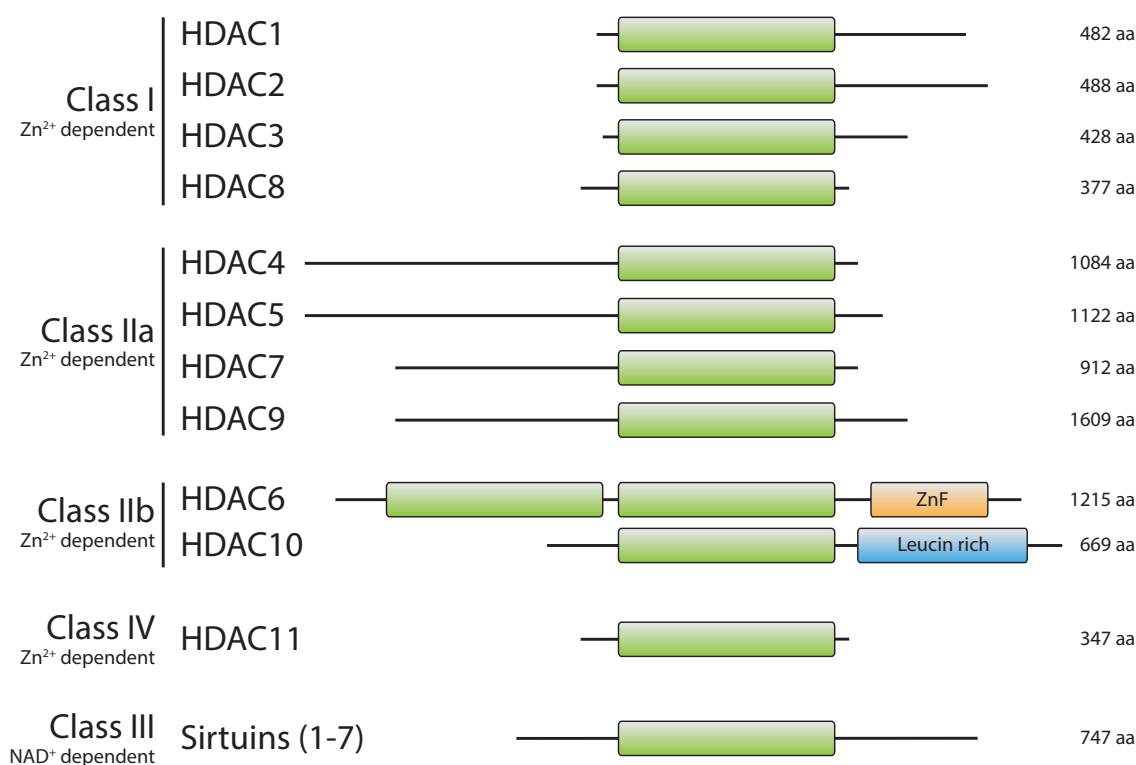 HDAC1 482 aa
HDAC2 488 aa
Class I
Zn²⁺ dependent
HDAC3 428 aa
HDAC8 377 aa
HDAC4 1084 aa
HDAC5 1122 aa
Class IIa
Zn²⁺ dependent
HDAC7 912 aa
HDAC9 1609 aa
HDAC6 ZnF 1215 aa
Class IIb
Zn²⁺ dependent
HDAC10 Leucin rich 669 aa
Class IV
Zn²⁺ dependent
HDAC11 347 aa
Class III
NAD⁺ dependent
Sirtuins (1-7) 747 aa